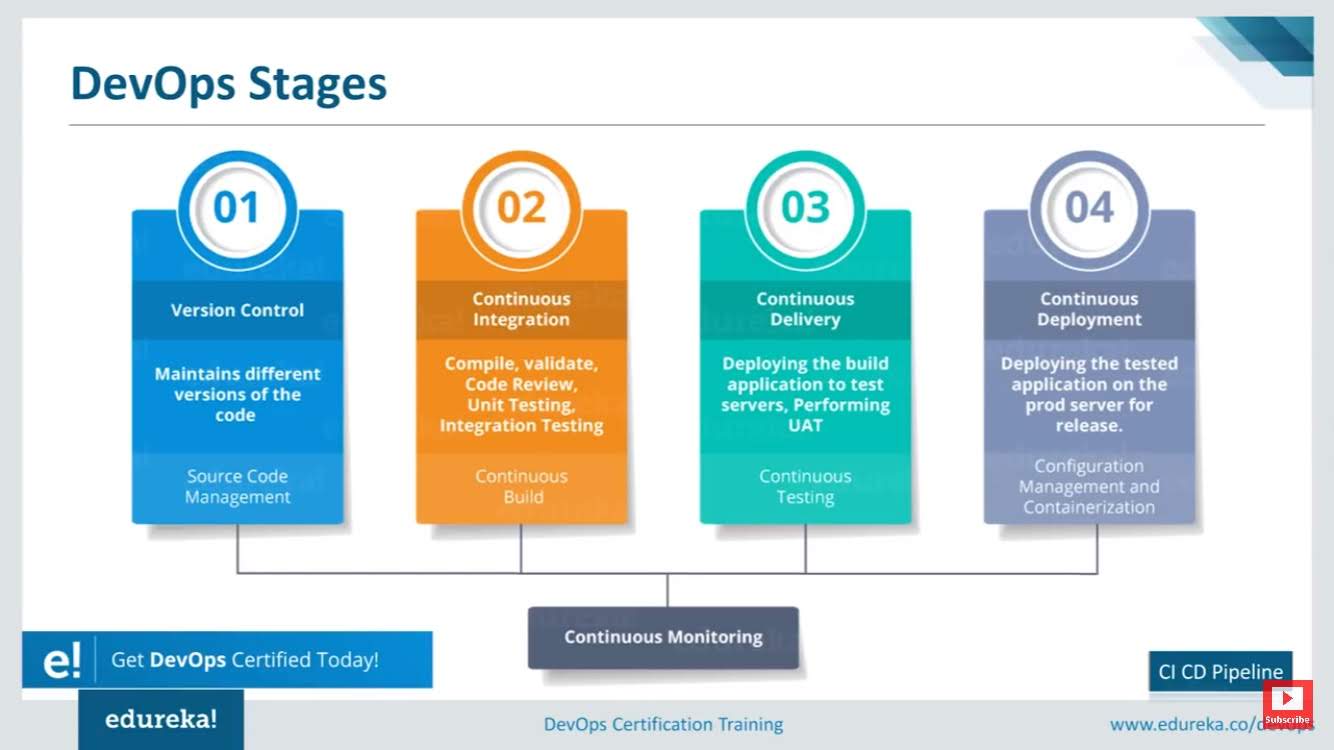 DevOps Stages
01
Version Control
Maintains different
versions of the
code
Source Code
Management
02
Continuous
Integration
Compile, validate,
Code Review,
Unit Testing,
Integration Testing
Continuous
Build
03
Continuous
Delivery
Deploying the build
application to test
servers, Performing
UAT
Continuous
Testing
04
Continuous
Deployment
Deploying the tested
application on the
prod server for
release.
Configuration
Management and
Containerization
Continuous Monitoring
e! Get DevOps Certified Today!
CI CD Pipeline
Subscribe
edureka!
DevOps Certification Training
www.edureka.co/devops